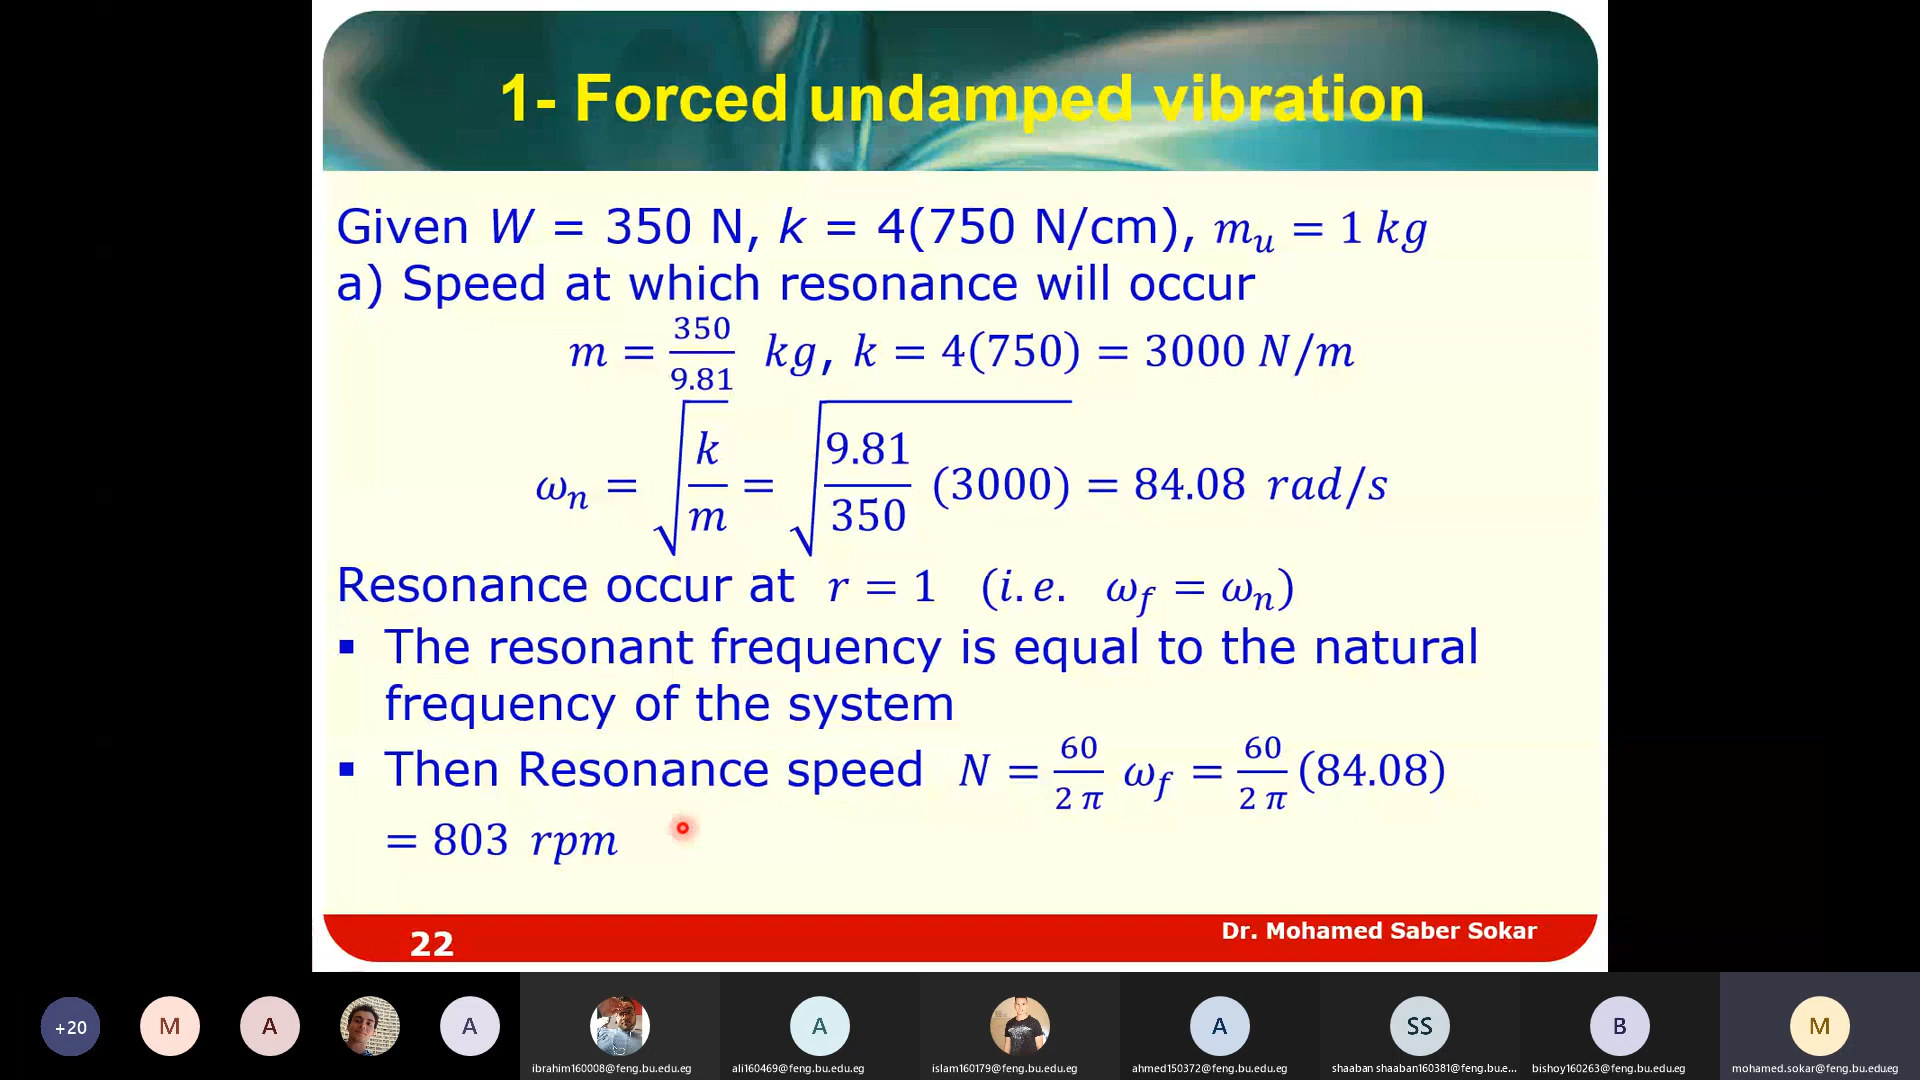 1- Forced undamped vibration
Given W = 350 N, k = 4(750 N/cm), m_u = 1 kg
a) Speed at which resonance will occur
m = 350/9.81 kg, k = 4(750) = 3000 N/m
ω_n = √(k/m) = √(9.81/350 (3000)) = 84.08 rad/s
Resonance occur at r = 1 (i.e. ω_f = ω_n)
▪ The resonant frequency is equal to the natural
frequency of the system
▪ Then Resonance speed N = 60/2π ω_f = 60/2π (84.08)
= 803 rpm
22
Dr. Mohamed Saber Sokar
+20
M
A
A
A
A
SS
B
M
ibrahim160008@feng.bu.edu.eg
ali160469@feng.bu.edu.eg
islam160179@feng.bu.edu.eg
ahmed150372@feng.bu.edu.eg
shaaban shaaban160381@feng.bu.e...
bishoy160263@feng.bu.edu.eg
mohamed.sokar@feng.bu.edu.eg